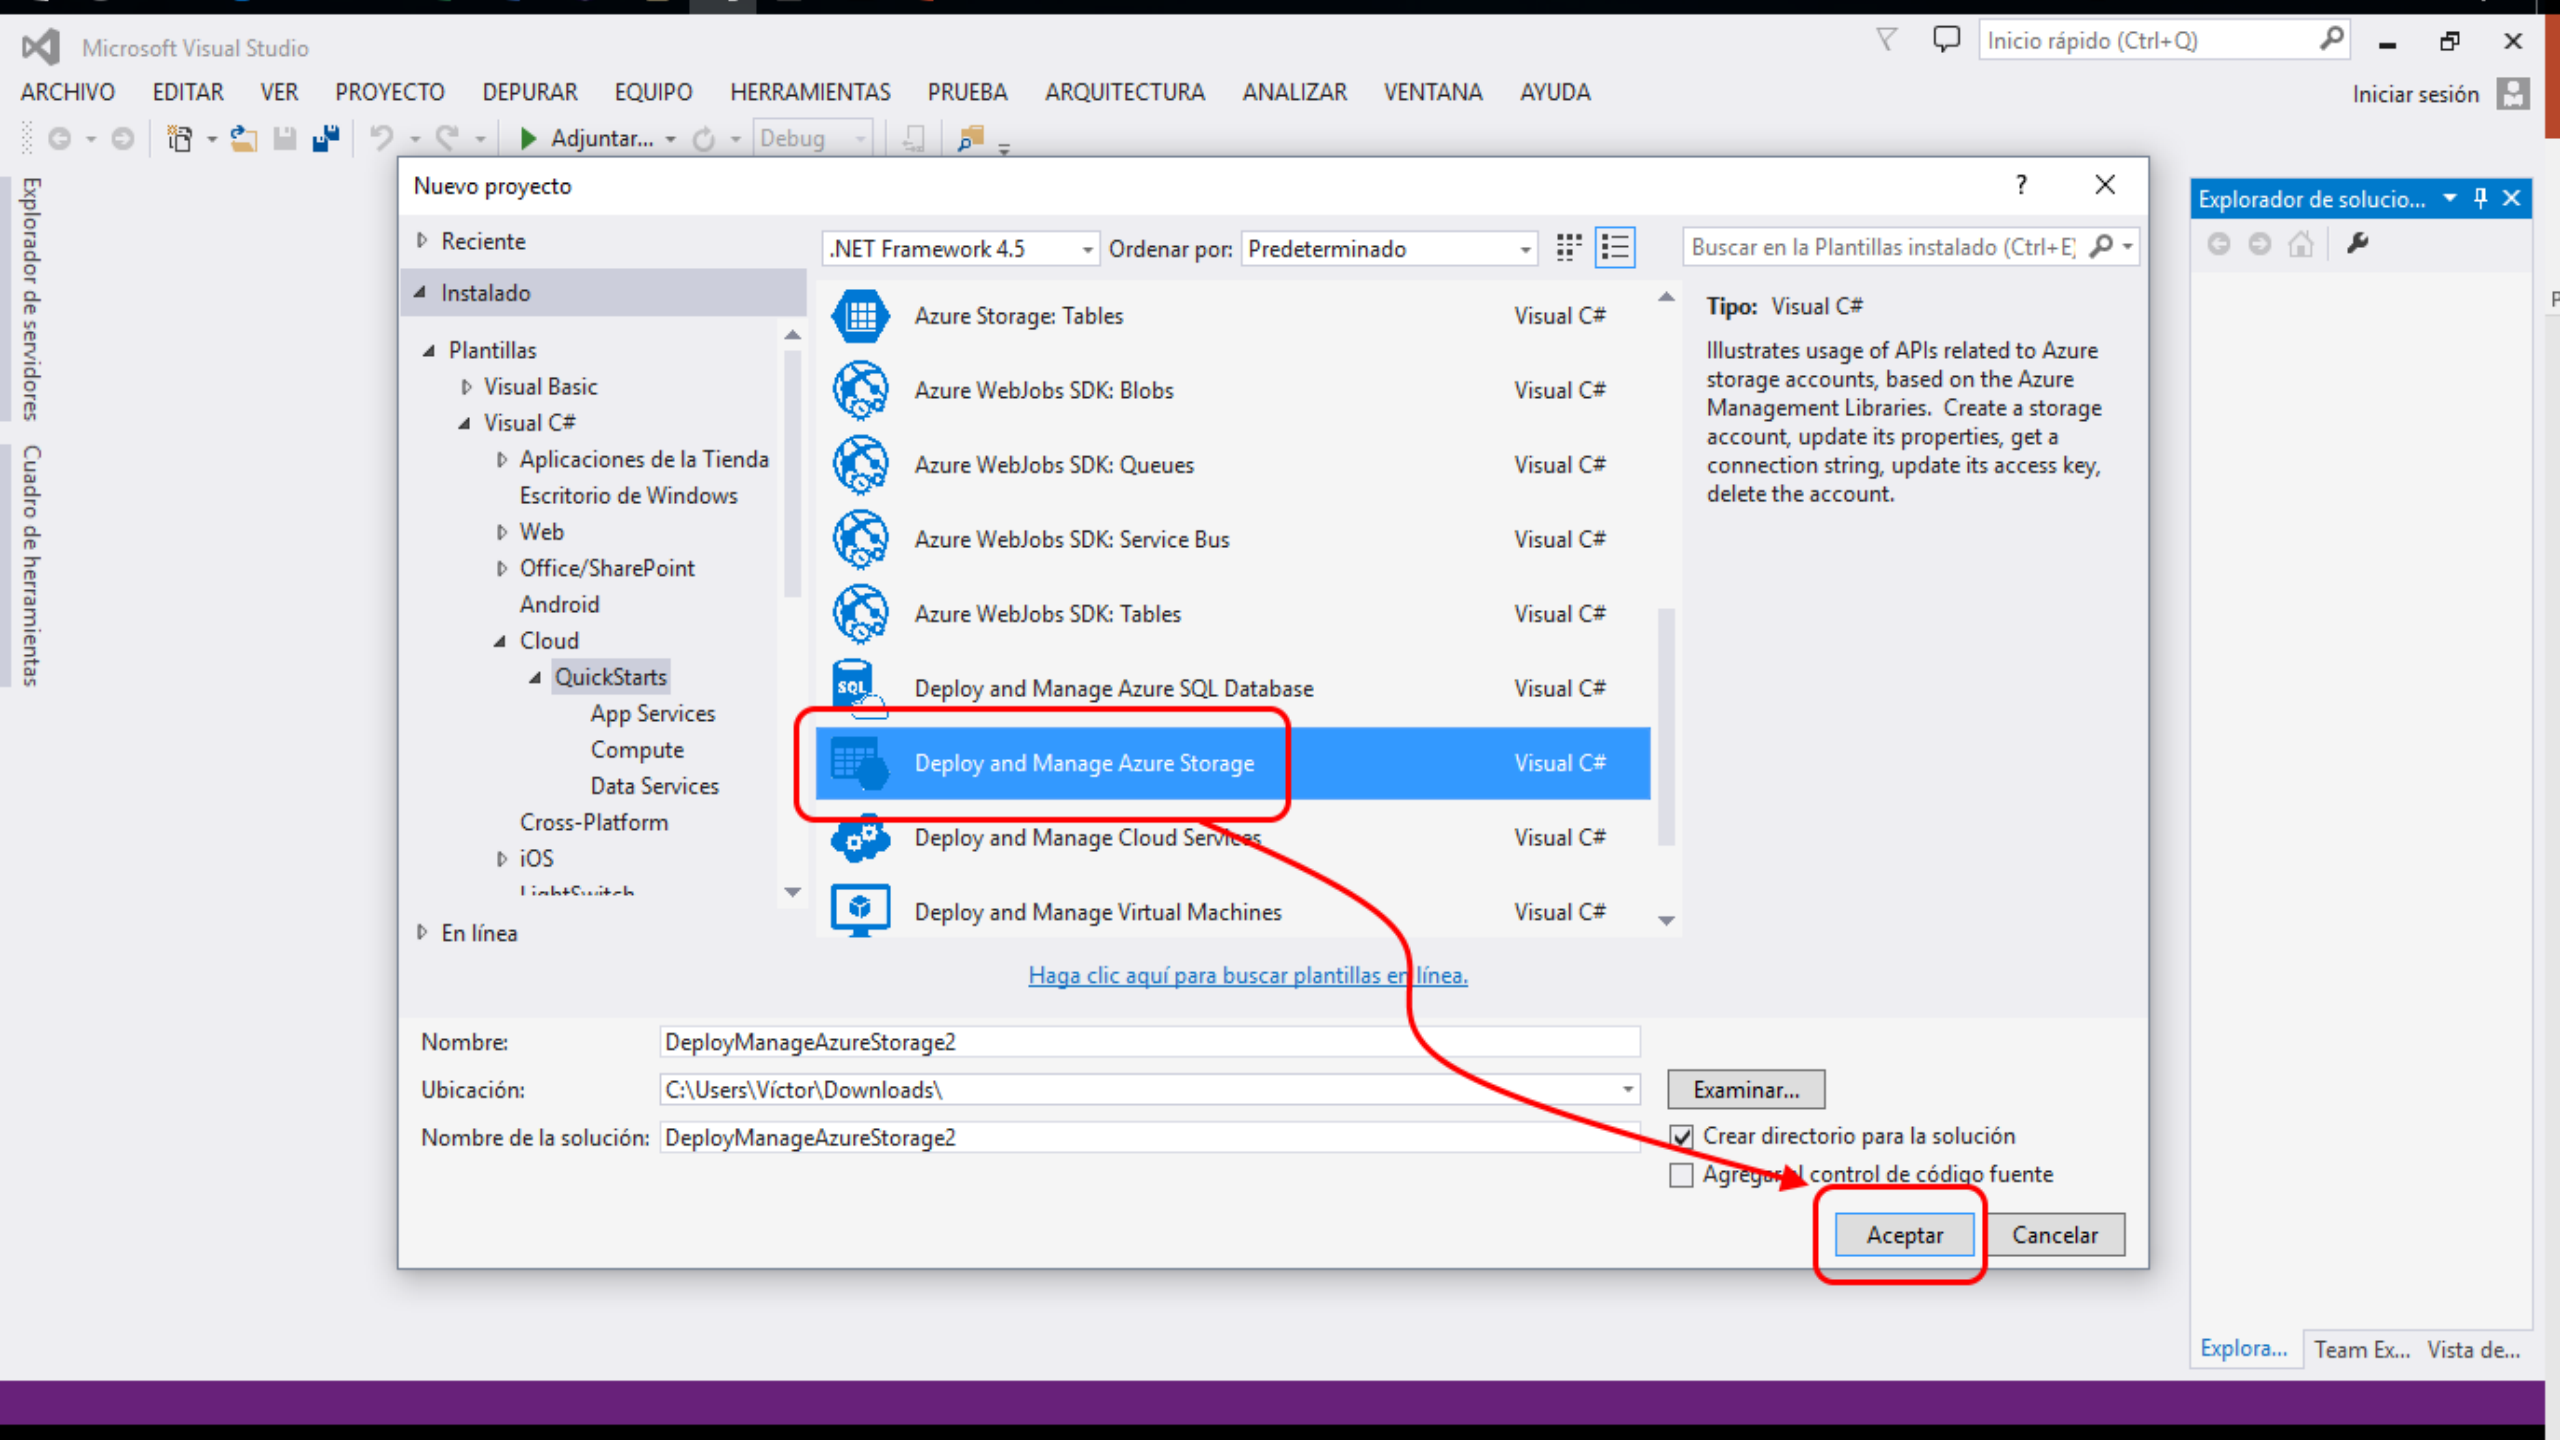 Microsoft Visual Studio
Inicio rápido (Ctrl+Q)
ARCHIVO EDITAR VER PROYECTO DEPURAR EQUIPO HERRAMIENTAS PRUEBA ARQUITECTURA ANALIZAR VENTANA AYUDA
Iniciar sesión
Adjuntar... Debug
Explorador de servidores
Cuadro de herramientas
Nuevo proyecto
?
Reciente
Instalado
Plantillas
Visual Basic
Visual C#
Aplicaciones de la Tienda
Escritorio de Windows
Web
Office/SharePoint
Android
Cloud
QuickStarts
App Services
Compute
Data Services
Cross-Platform
iOS
LightSwitch
En línea
.NET Framework 4.5 Ordenar por: Predeterminado
Azure Storage: Tables Visual C#
Azure WebJobs SDK: Blobs Visual C#
Azure WebJobs SDK: Queues Visual C#
Azure WebJobs SDK: Service Bus Visual C#
Azure WebJobs SDK: Tables Visual C#
SQL
Deploy and Manage Azure SQL Database Visual C#
Deploy and Manage Azure Storage Visual C#
Deploy and Manage Cloud Services Visual C#
Deploy and Manage Virtual Machines Visual C#
Haga clic aquí para buscar plantillas en línea.
Buscar en la Plantillas instalado (Ctrl+E)
Tipo: Visual C#
Illustrates usage of APIs related to Azure
storage accounts, based on the Azure
Management Libraries. Create a storage
account, update its properties, get a
connection string, update its access key,
delete the account.
Nombre: DeployManageAzureStorage2
Ubicación: C:\Users\Víctor\Downloads\
Nombre de la solución: DeployManageAzureStorage2
Examinar...
Crear directorio para la solución
Agregar al control de código fuente
Aceptar Cancelar
Explorador de solucio...
Explora... Team Ex... Vista de...